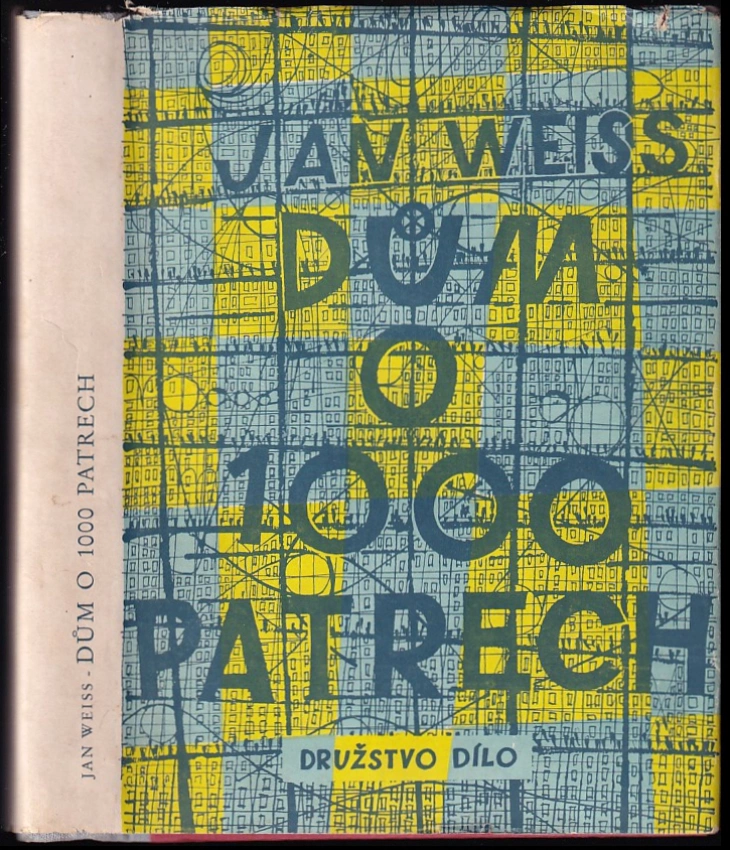 JAN WEISS - DŮM O 1000 PATRECH
JAN WEISS
DŮM
O
1000
PATRECH
DRUŽSTVO DÍLO